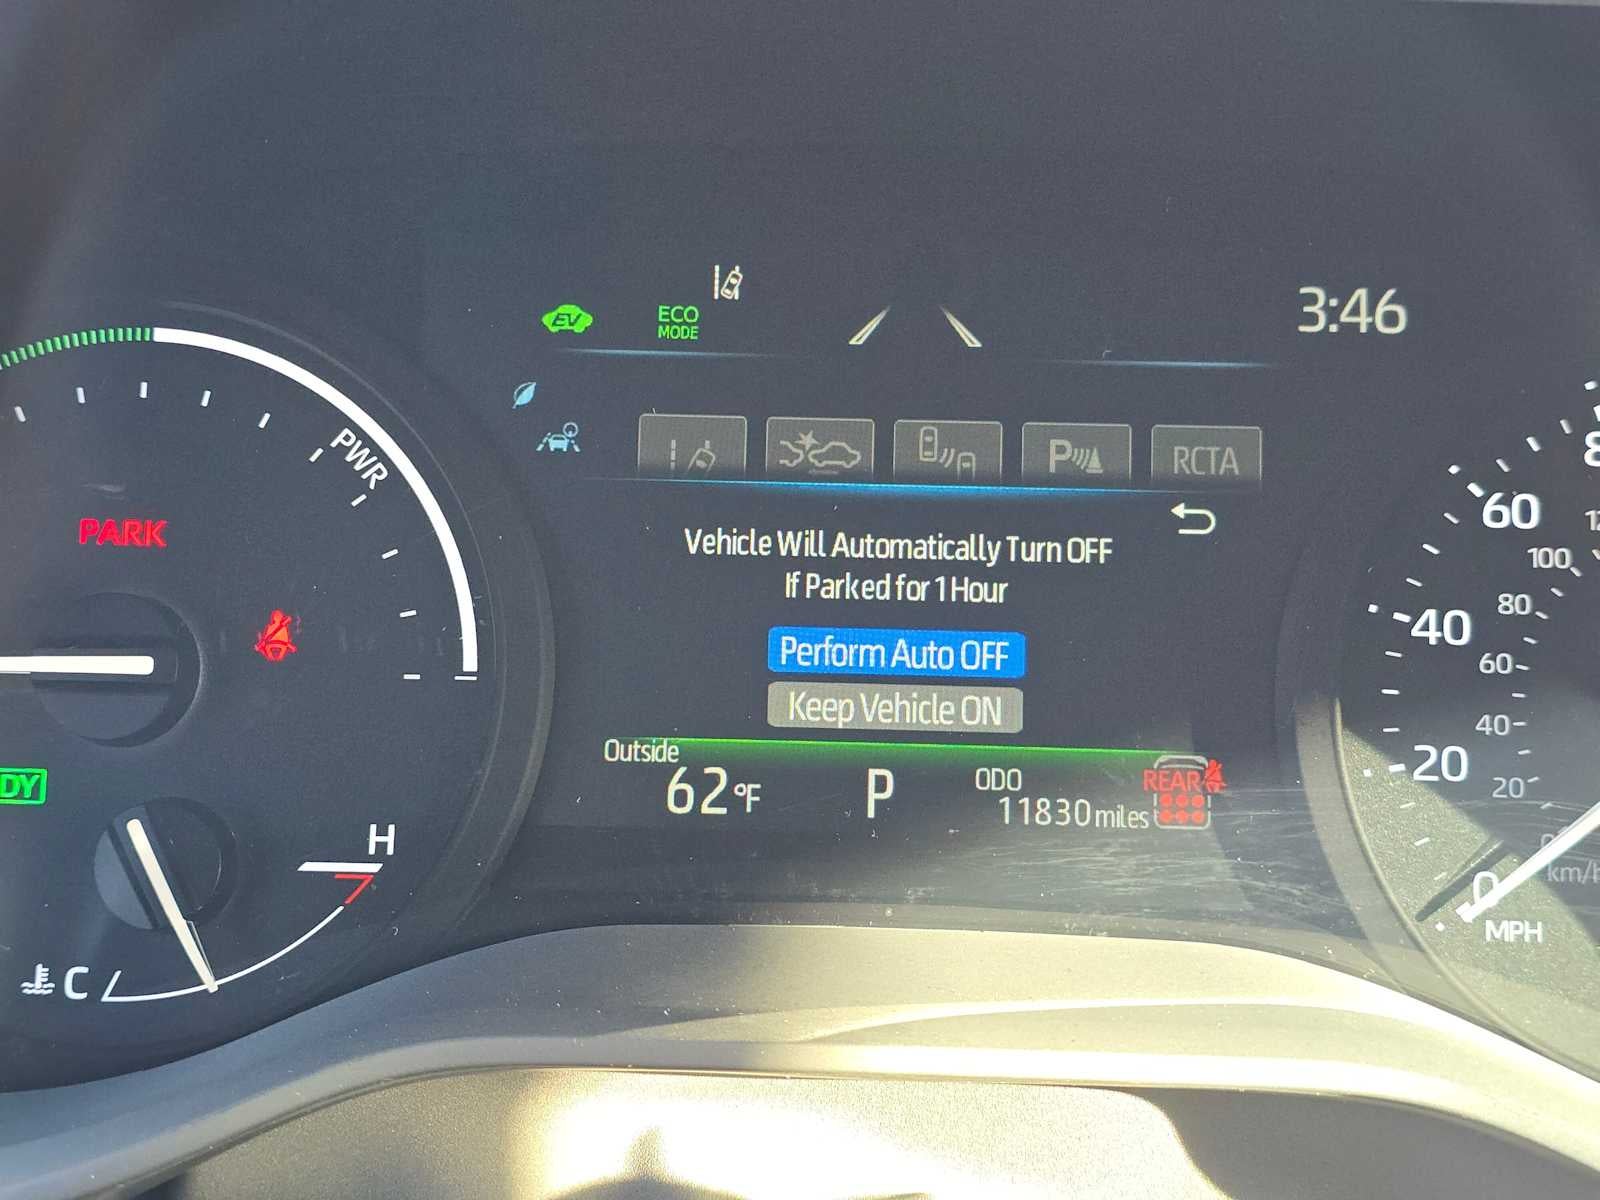 EV
ECO
MODE
3:46
PWR
RCTA
PARK
Vehicle Will Automatically Turn OFF
If Parked for 1 Hour
Perform Auto OFF
Keep Vehicle ON
Outside
62°F
P
ODO
11830 miles
REAR
DY
H
C
P
60
40
20
0
MPH
100
80
60
40
20
km/h